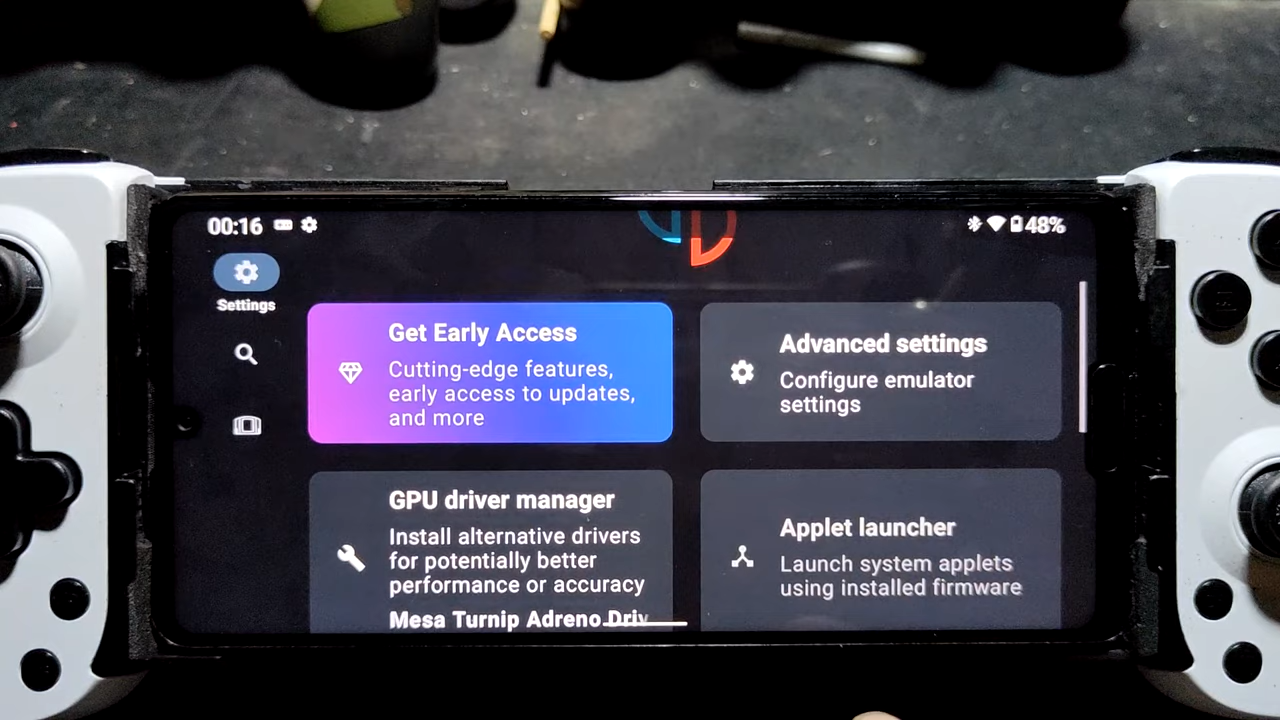 00:16
48%
Settings
Get Early Access
Cutting-edge features,
early access to updates,
and more
Advanced settings
Configure emulator
settings
GPU driver manager
Install alternative drivers
for potentially better
performance or accuracy
Mesa Turnip Adreno Driv
Applet launcher
Launch system applets
using installed firmware